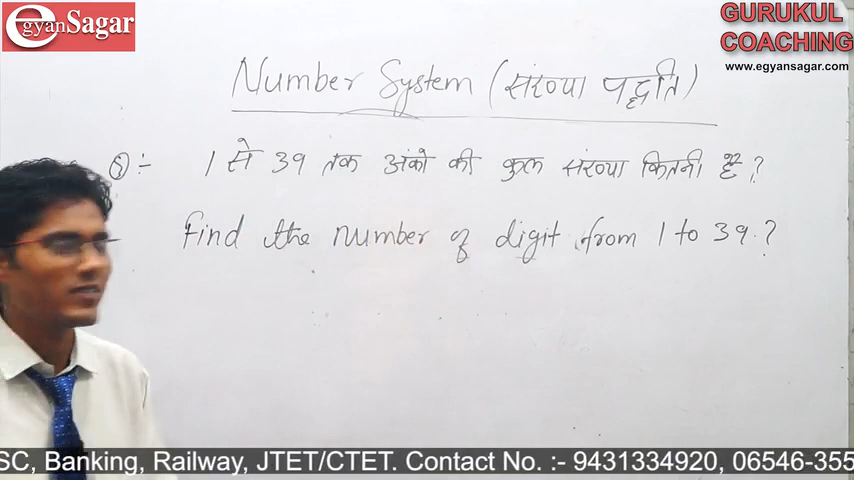 egyanSagar
GURUKUL
COACHING
www.egyansagar.com
Number System (संख्या पद्धति)
Q :- 1 से 39 तक अंको की कुल संख्या कितनी है ?
Find the number of digit from 1 to 39.?
SC, Banking, Railway, JTET/CTET. Contact No. :- 9431334920, 06546-355